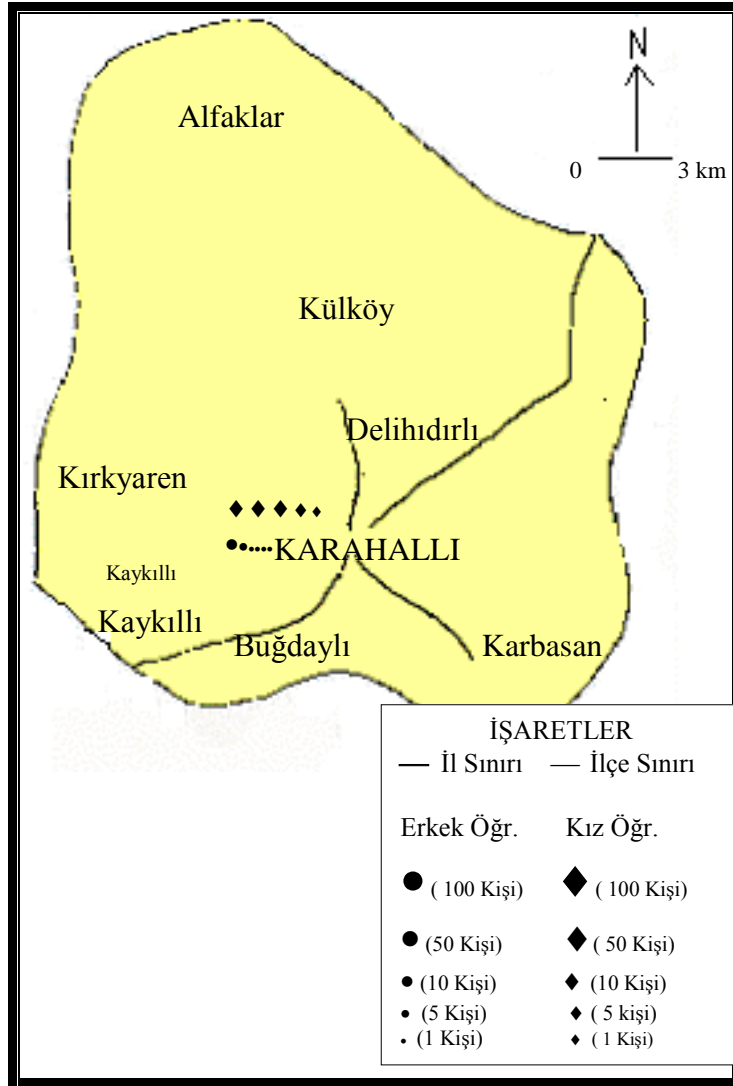 N
Alfaklar
0 3 km
Külköy
Delihıdırlı
Kırkyaren
KARAHALLI
Kaykıllı
Kaykıllı
Buğdaylı
Karbasan
İŞARETLER
İl Sınırı İlçe Sınırı
Erkek Öğr. Kız Öğr.
( 100 Kişi) ( 100 Kişi)
(50 Kişi) ( 50 Kişi)
(10 Kişi) (10 Kişi)
(5 Kişi) ( 5 kişi)
(1 Kişi) ( 1 Kişi)